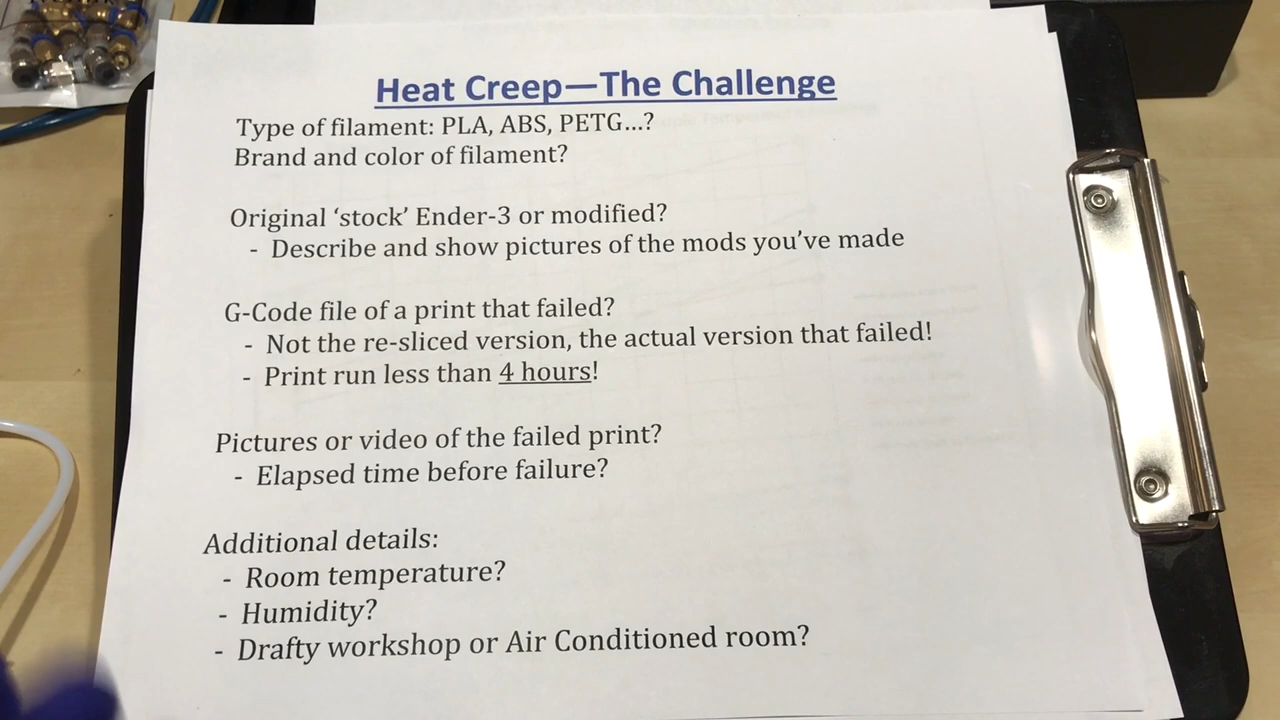 Heat Creep—The Challenge
Type of filament: PLA, ABS, PETG...?
Brand and color of filament?
Original ‘stock’ Ender-3 or modified?
- Describe and show pictures of the mods you’ve made
G-Code file of a print that failed?
- Not the re-sliced version, the actual version that failed!
- Print run less than 4 hours!
Pictures or video of the failed print?
- Elapsed time before failure?
Additional details:
- Room temperature?
- Humidity?
- Drafty workshop or Air Conditioned room?